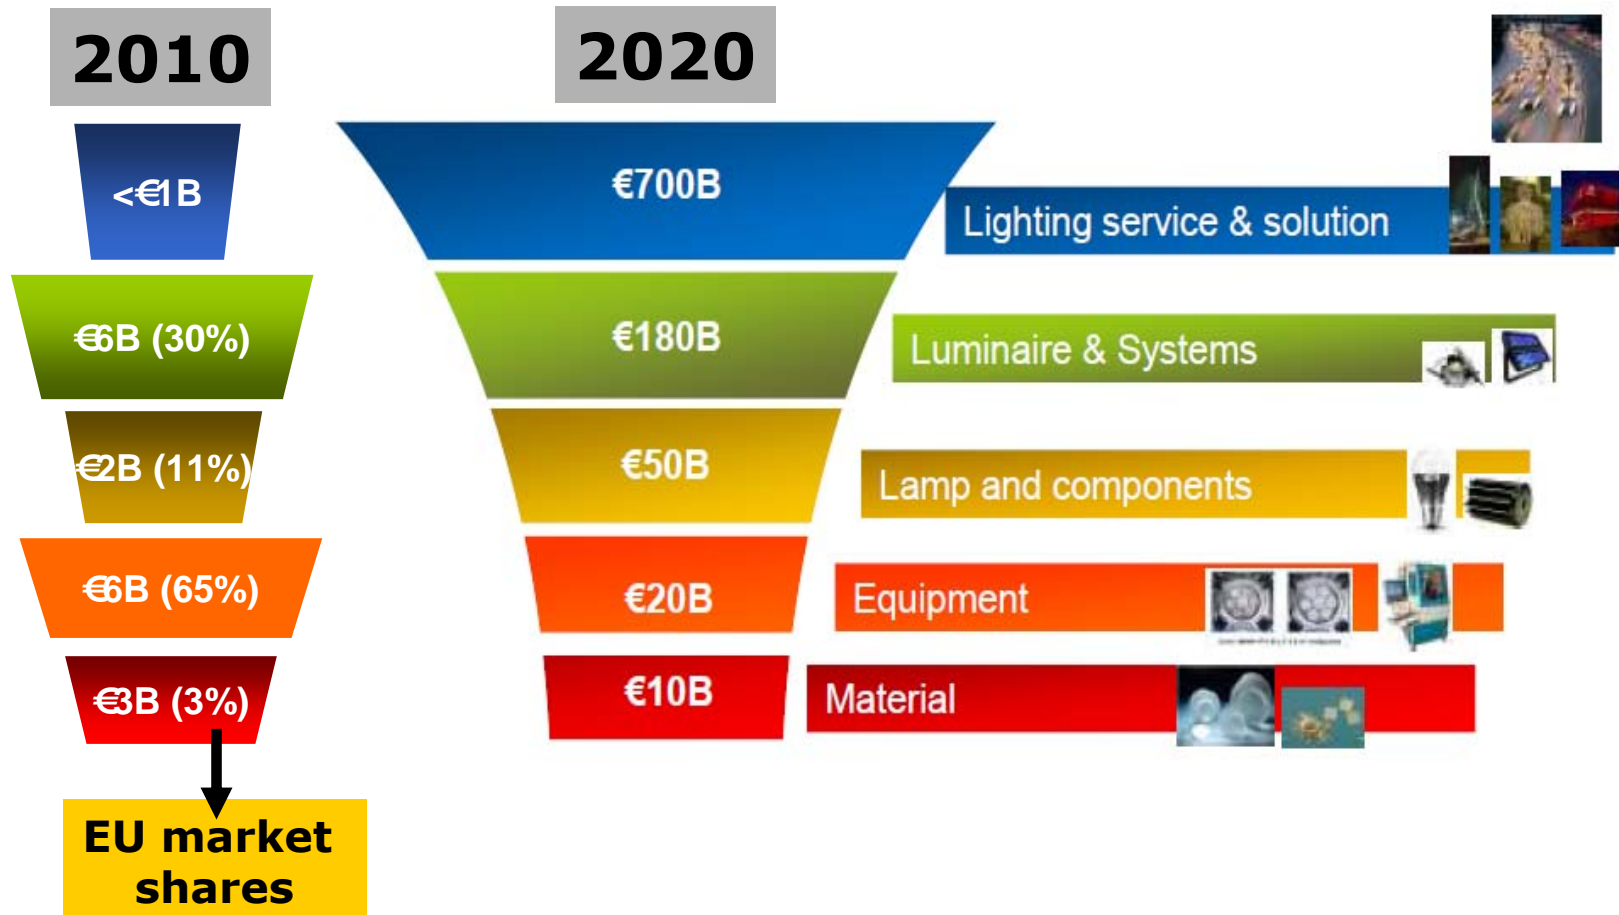 2010
2020
<€1B
€700B
Lighting service & solution
€6B (30%)
€180B
Luminaire & Systems
€2B (11%)
€50B
Lamp and components
€6B (65%)
€20B
Equipment
€3B (3%)
€10B
Material
EU market
shares